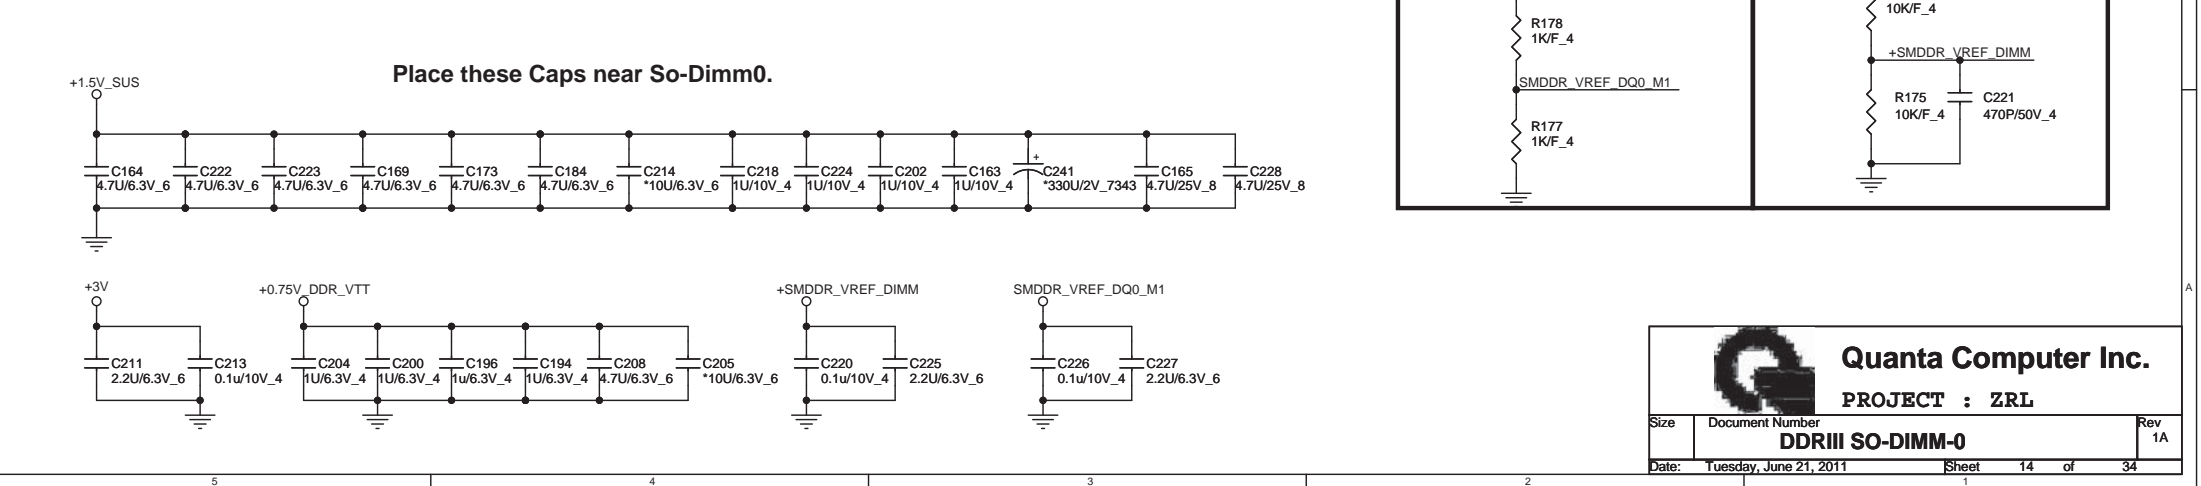 10K/F_4
R178
1K/F_4
+SMDDR_VREF_DIMM
Place these Caps near So-Dimm0.
+1.5V_SUS
SMDDR_VREF_DQ0_M1
R175
10K/F_4
C221
470P/50V_4
R177
1K/F_4
C164
4.7U/6.3V_6
C222
4.7U/6.3V_6
C223
4.7U/6.3V_6
C169
4.7U/6.3V_6
C173
4.7U/6.3V_6
C184
4.7U/6.3V_6
C214
*10U/6.3V_6
C218
1U/10V_4
C224
1U/10V_4
C202
1U/10V_4
C163
1U/10V_4
+
C241
*330U/2V_7343
C165
4.7U/25V_8
C228
4.7U/25V_8
+3V
+0.75V_DDR_VTT
+SMDDR_VREF_DIMM
SMDDR_VREF_DQ0_M1
A
C211
2.2U/6.3V_6
C213
0.1u/10V_4
C204
1U/6.3V_4
C200
1U/6.3V_4
C196
1u/6.3V_4
C194
1U/6.3V_4
C208
4.7U/6.3V_6
C205
*10U/6.3V_6
C220
0.1u/10V_4
C225
2.2U/6.3V_6
C226
0.1u/10V_4
C227
2.2U/6.3V_6
Quanta Computer Inc.
PROJECT : ZRL
Size
Document Number
Rev
DDRIII SO-DIMM-0
1A
Date:
Tuesday, June 21, 2011
Sheet 14 of 34
5
4
3
2
1